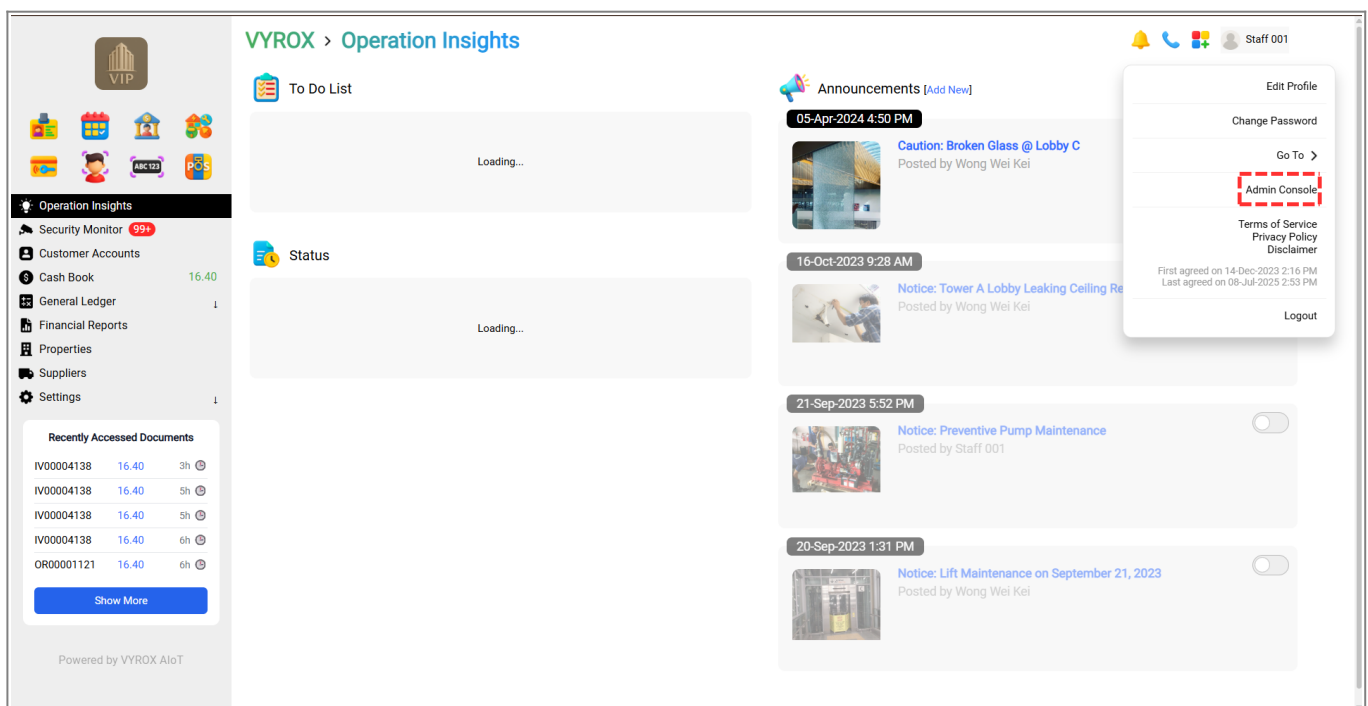 VIP
ABC 123
POS
Operation Insights
Security Monitor 99+
Customer Accounts
Cash Book 16.40
General Ledger ↓
Financial Reports
Properties
Suppliers
Settings ↓
Recently Accessed Documents
IV00004138 16.40 3h
IV00004138 16.40 5h
IV00004138 16.40 5h
IV00004138 16.40 6h
OR00001121 16.40 6h
Show More
Powered by VYROX AIoT
VYROX > Operation Insights
Staff 001
To Do List
Loading...
Status
Loading...
Announcements [Add New]
05-Apr-2024 4:50 PM
Caution: Broken Glass @ Lobby C
Posted by Wong Wei Kei
16-Oct-2023 9:28 AM
Notice: Tower A Lobby Leaking Ceiling Re
Posted by Wong Wei Kei
21-Sep-2023 5:52 PM
Notice: Preventive Pump Maintenance
Posted by Staff 001
20-Sep-2023 1:31 PM
Notice: Lift Maintenance on September 21, 2023
Posted by Wong Wei Kei
Edit Profile
Change Password
Go To >
Admin Console
Terms of Service
Privacy Policy
Disclaimer
First agreed on 14-Dec-2023 2:16 PM
Last agreed on 08-Jul-2025 2:53 PM
Logout